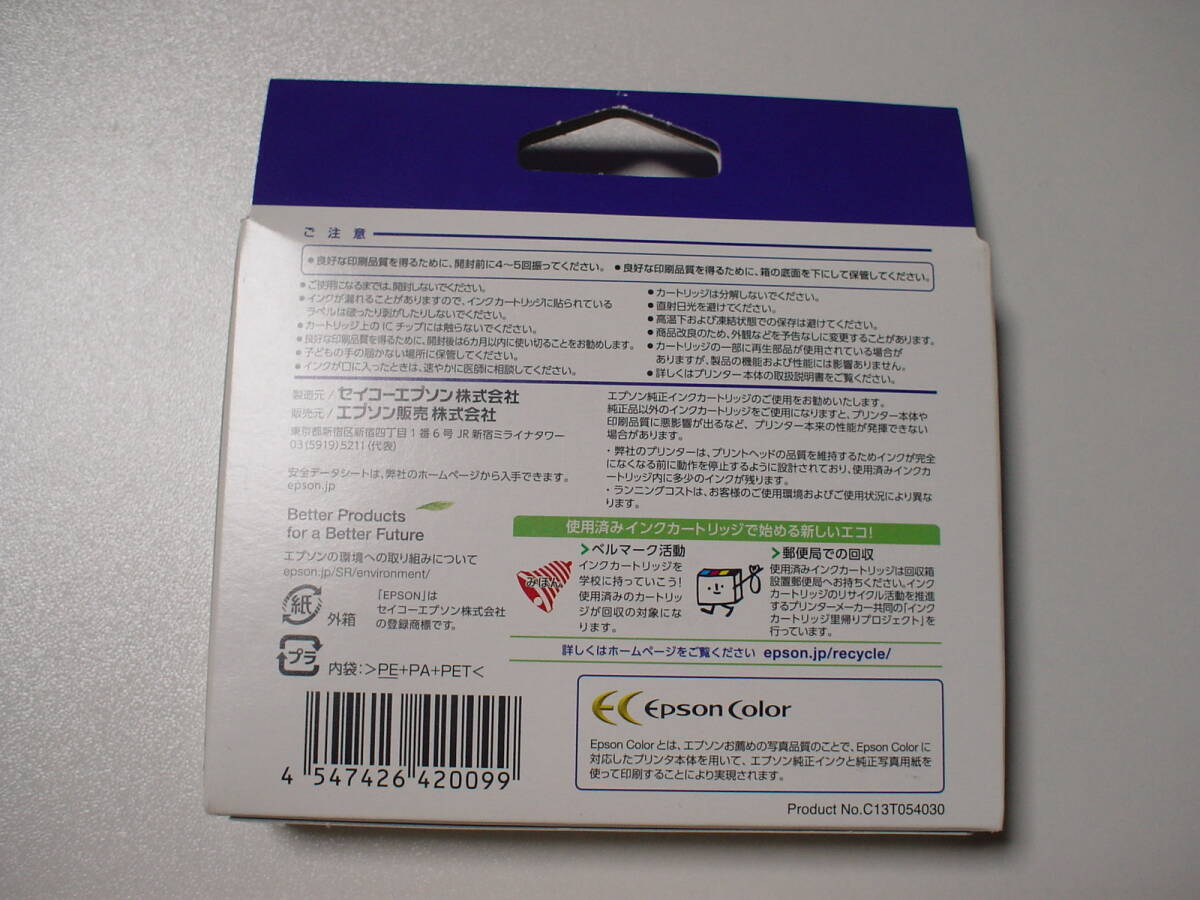 ご注意
●良好な印刷品質を得るために、開封前に4〜5回振ってください。 ●良好な印刷品質を得るために、箱の底面を下にして保管してください。
●ご使用になるまでは、開封しないでください。
●インクが漏れることがありますので、インクカートリッジに貼られている
ラベルは破ったり剥がしたりしないでください。
●カートリッジ上のICチップには触らないでください。
●良好な印刷品質を得るために、開封後は6カ月以内に使い切ることをお勧めします。
●子どもの手の届かない場所に保管してください。
●インクが口に入ったときは、速やかに医師に相談してください。
●カートリッジは分解しないでください。
●直射日光を避けてください。
●高温下および凍結状態での保存は避けてください。
●商品改良のため、外観などを予告なしに変更することがあります。
●カートリッジの一部に再生部品が使用されている場合が
ありますが、製品の機能および性能には影響ありません。
●詳しくはプリンター本体の取扱説明書をご覧ください。
製造元/セイコーエプソン株式会社
販売元/エプソン販売株式会社
東京都新宿区新宿四丁目1番6号 JR新宿ミライナタワー
03(5919)5211(代表)
安全データシートは、弊社のホームページから入手できます。
epson.jp
エプソン純正インクカートリッジのご使用をお勧めいたします。
純正品以外のインクカートリッジをご使用になりますと、プリンター本体や
印刷品質に悪影響が出るなど、プリンター本来の性能が発揮できない
場合があります。
・弊社のプリンターは、プリントヘッドの品質を維持するためインクが完全
になくなる前に動作を停止するように設計されており、使用済みインクカ
ートリッジ内に多少のインクが残ります。
・ランニングコストは、お客様のご使用環境およびご使用状況により異な
ります。
Better Products
for a Better Future
エプソンの環境への取り組みについて
epson.jp/SR/environment/
紙
外箱
「EPSON」は
セイコーエプソン株式会社
の登録商標です。
プラ
内袋:>PE+PA+PET<
使用済みインクカートリッジで始める新しいエコ!
>ベルマーク活動
みほん
インクカートリッジを
学校に持っていこう!
使用済みのカートリッ
ジが回収の対象にな
ります。
>郵便局での回収
使用済みインクカートリッジは回収箱
設置郵便局へお持ちください。インク
カートリッジのリサイクル活動を推進
するプリンターメーカー共同の「インク
カートリッジ里帰りプロジェクト」を
行っています。
詳しくはホームページをご覧ください epson.jp/recycle/
4 547426 420099
EC Epson Color
Epson Colorとは、エプソンお薦めの写真品質のことで、Epson Colorに
対応したプリンタ本体を用いて、エプソン純正インクと純正写真用紙を
使って印刷することにより実現されます。
Product No.C13T054030